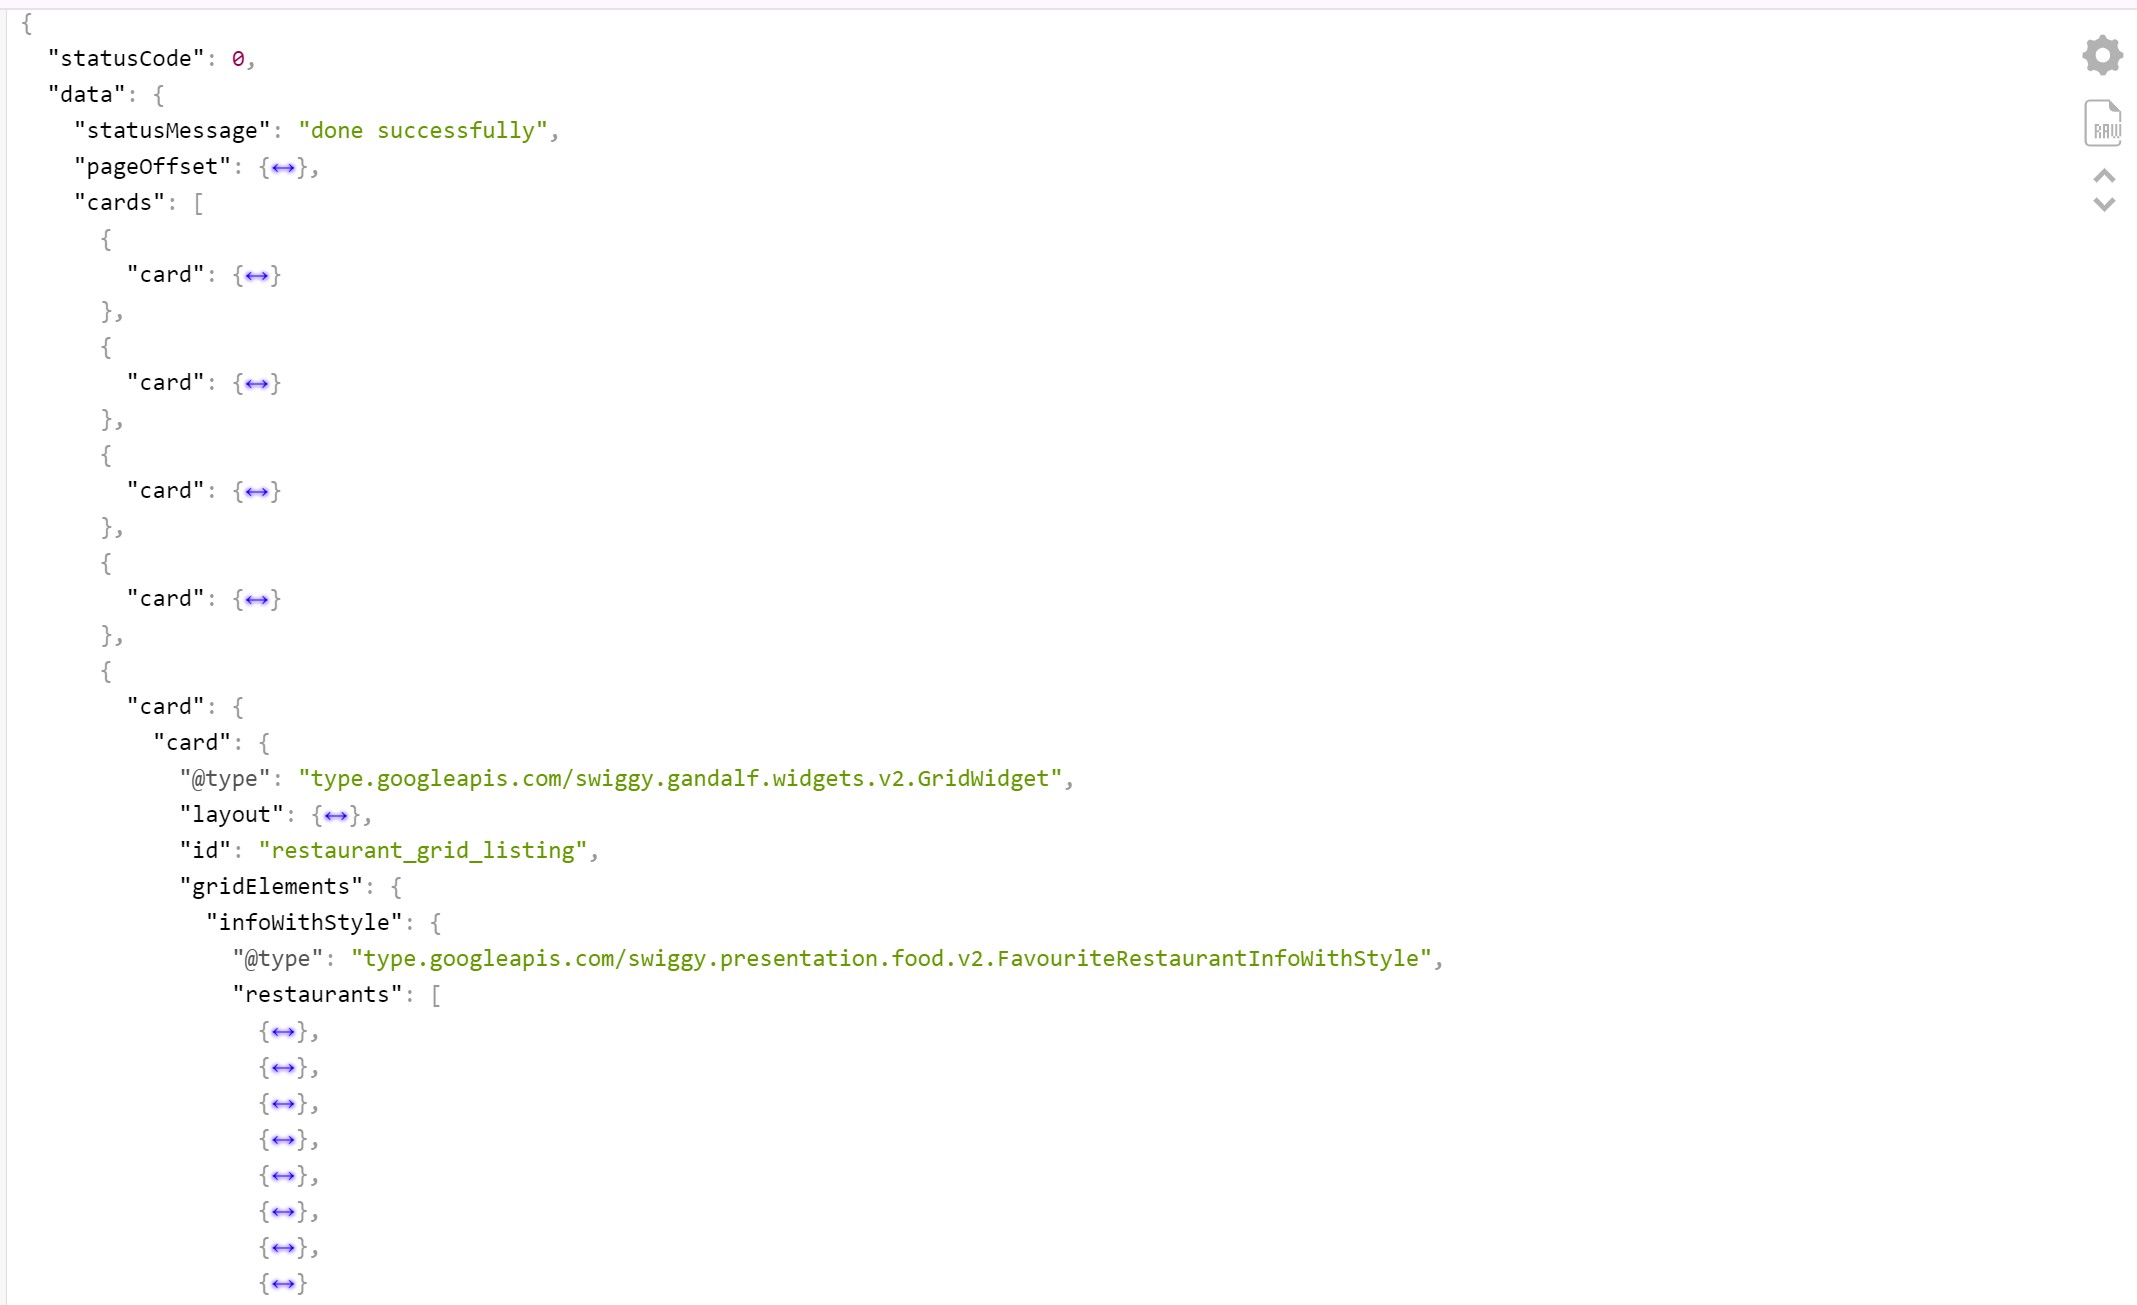 {
"statusCode": 0,
"data": {
"statusMessage": "done successfully",
"pageOffset": {↔},
"cards": [
{
"card": {↔}
},
{
"card": {↔}
},
{
"card": {↔}
},
{
"card": {↔}
},
{
"card": {
"card": {
"@type": "type.googleapis.com/swiggy.gandalf.widgets.v2.GridWidget",
"layout": {↔},
"id": "restaurant_grid_listing",
"gridElements": {
"infoWithStyle": {
"@type": "type.googleapis.com/swiggy.presentation.food.v2.FavouriteRestaurantInfoWithStyle",
"restaurants": [
{↔},
{↔},
{↔},
{↔},
{↔},
{↔},
{↔},
{↔}
RAW